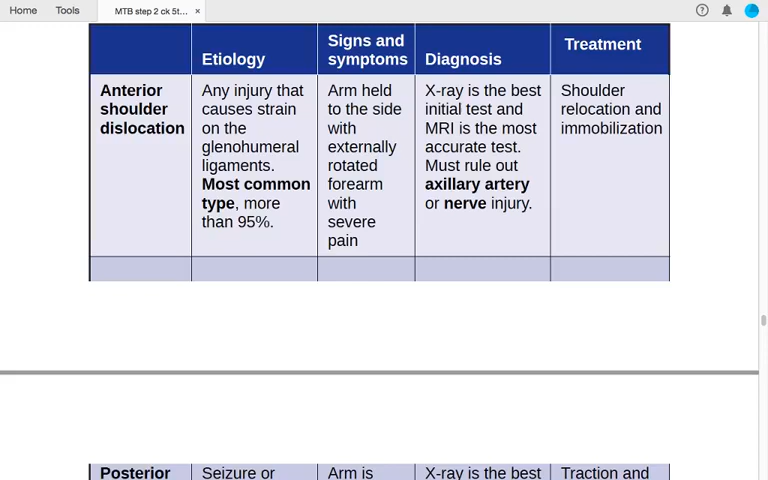 Home Tools MTB step 2 ck 5t... ×
Etiology Signs and symptoms Diagnosis Treatment
Anterior
shoulder
dislocation
Any injury that
causes strain
on the
glenohumeral
ligaments.
Most common
type, more
than 95%.
Arm held
to the side
with
externally
rotated
forearm
with
severe
pain
X-ray is the best
initial test and
MRI is the most
accurate test.
Must rule out
axillary artery
or nerve injury.
Shoulder
relocation and
immobilization
Posterior Seizure or Arm is X-ray is the best Traction and